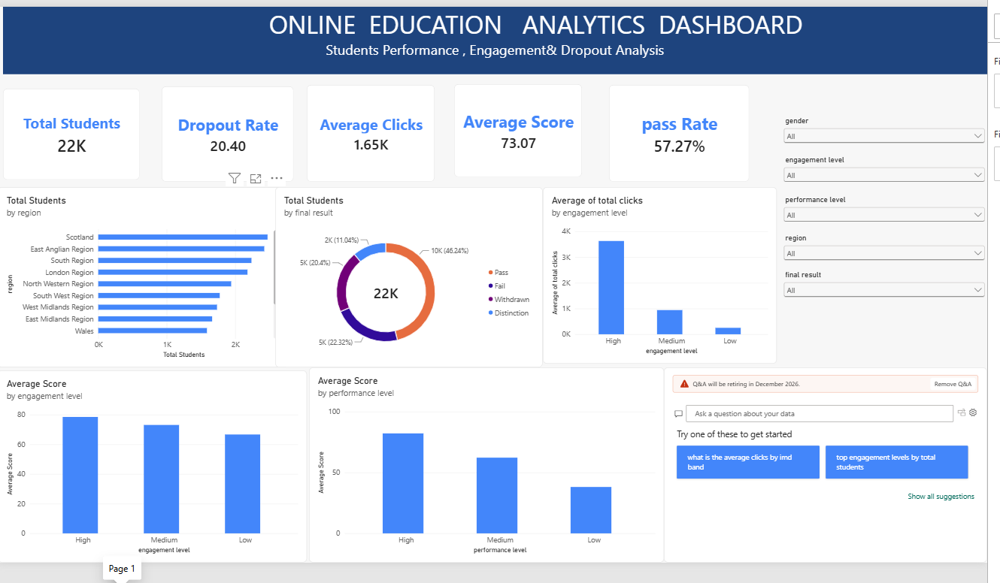 ONLINE EDUCATION ANALYTICS DASHBOARD
Students Performance , Engagement& Dropout Analysis
Total Students
22K
Dropout Rate
20.40
Average Clicks
1.65K
Average Score
73.07
pass Rate
57.27%
gender
All
engagement level
All
performance level
All
region
All
final result
All
Total Students
by region
Scotland
East Anglian Region
South Region
London Region
North Western Region
South West Region
West Midlands Region
East Midlands Region
Wales
region
0K 1K 2K
Total Students
Total Students
by final result
2K (11.04%)
10K (46.24%)
5K (20.4%)
5K (22.32%)
22K
Pass
Fail
Withdrawn
Distinction
Average of total clicks
by engagement level
4K
3K
2K
1K
0K
Average of total clicks
High Medium Low
engagement level
Average Score
by engagement level
80
60
40
20
0
Average Score
High Medium Low
engagement level
Average Score
by performance level
100
50
0
Average Score
High Medium Low
performance level
Q&A will be retiring in December 2026.
Remove Q&A
Ask a question about your data
Try one of these to get started
what is the average clicks by imd
band
top engagement levels by total
students
Show all suggestions
Page 1
Fi
Fi